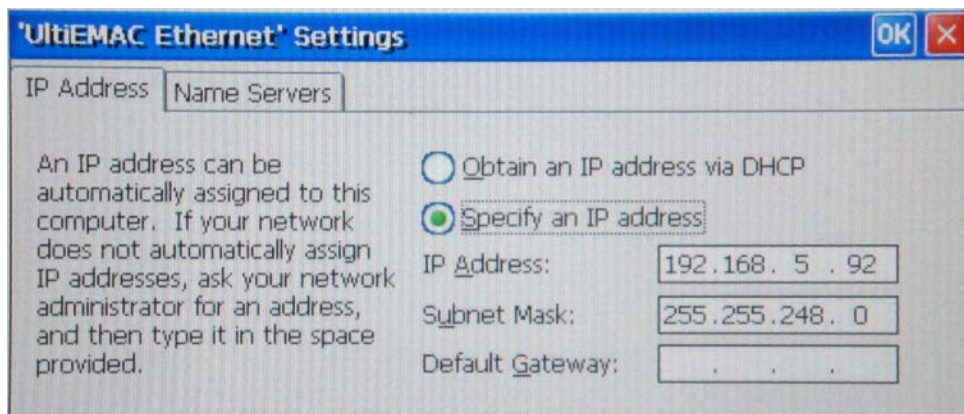 'UltiEMAC Ethernet' Settings OK
IP Address Name Servers
An IP address can be
automatically assigned to this
computer. If your network
does not automatically assign
IP addresses, ask your network
administrator for an address,
and then type it in the space
provided.
Obtain an IP address via DHCP
Specify an IP address
IP Address: 192.168. 5 .92
Subnet Mask: 255.255.248. 0
Default Gateway: . . .